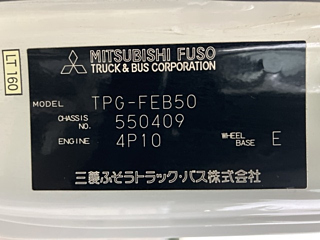 LT160
MITSUBISHI FUSO
TRUCK & BUS CORPORATION
MODEL TPG-FEB50
CHASSIS NO. 550409
ENGINE 4P10 WHEEL BASE E
三菱ふそうトラック・バス株式会社